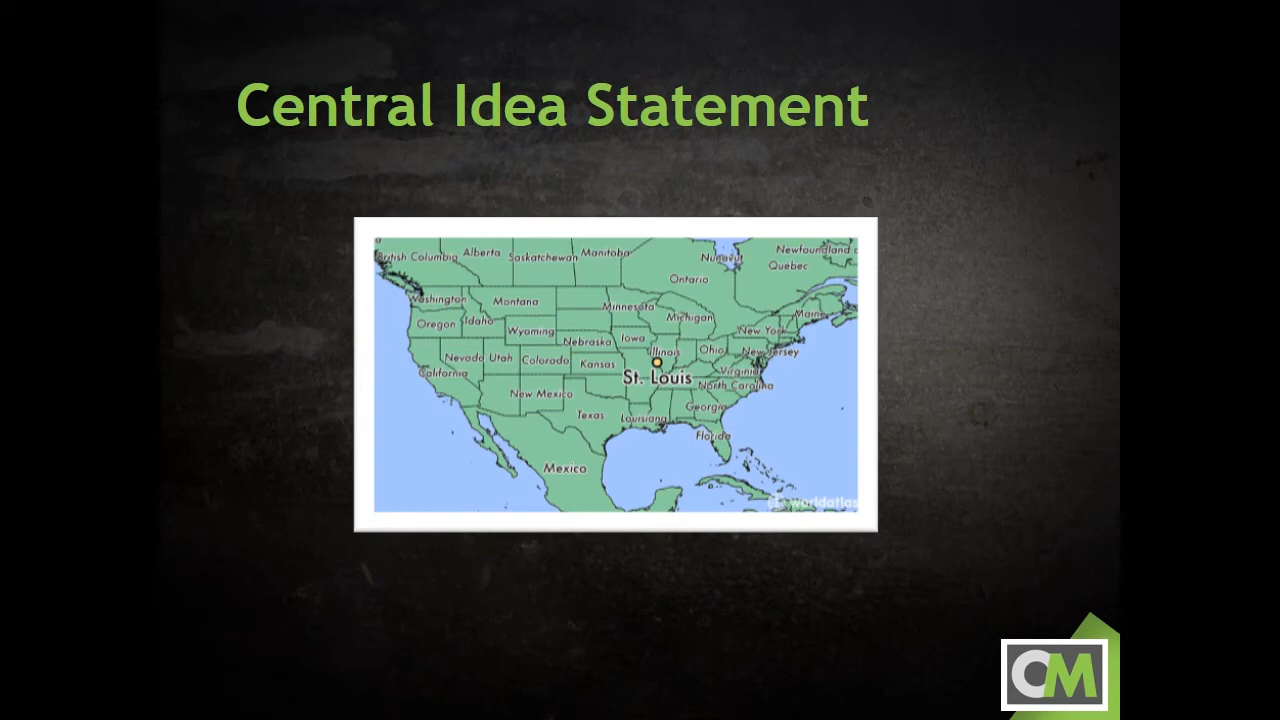 Central Idea Statement
British Columbia Alberta Saskatchewan Manitoba Nunavut Newfoundland
Quebec
Ontario
Washington Montana Minnesota Michigan Maine
Oregon Idaho Wyoming New York
Nebraska Iowa
Nevada Utah Colorado Kansas Illinois Ohio New Jersey
California St. Louis Virginia
New Mexico North Carolina
Texas Louisiana Georgia
Florida
Mexico
worldatlas
CM